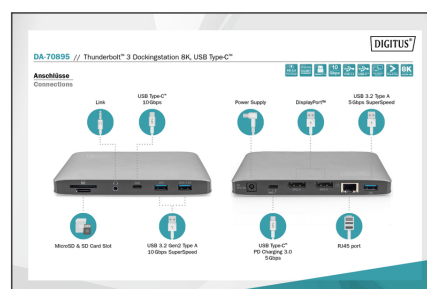 DIGITUS®
DA-70895 // Thunderbolt™ 3 Dockingstation 8K, USB Type-C™
Anschlüsse
Connections
10
8K
Link
USB Type-C™
10Gbps
Power Supply
DisplayPort™
USB 3.2 Type A
5Gbps SuperSpeed
MicroSD & SD Card Slot
USB 3.2 Gen2 Type A
10Gbps SuperSpeed
USB Type-C™
PD Charging 3.0
5Gbps
RJ45 port